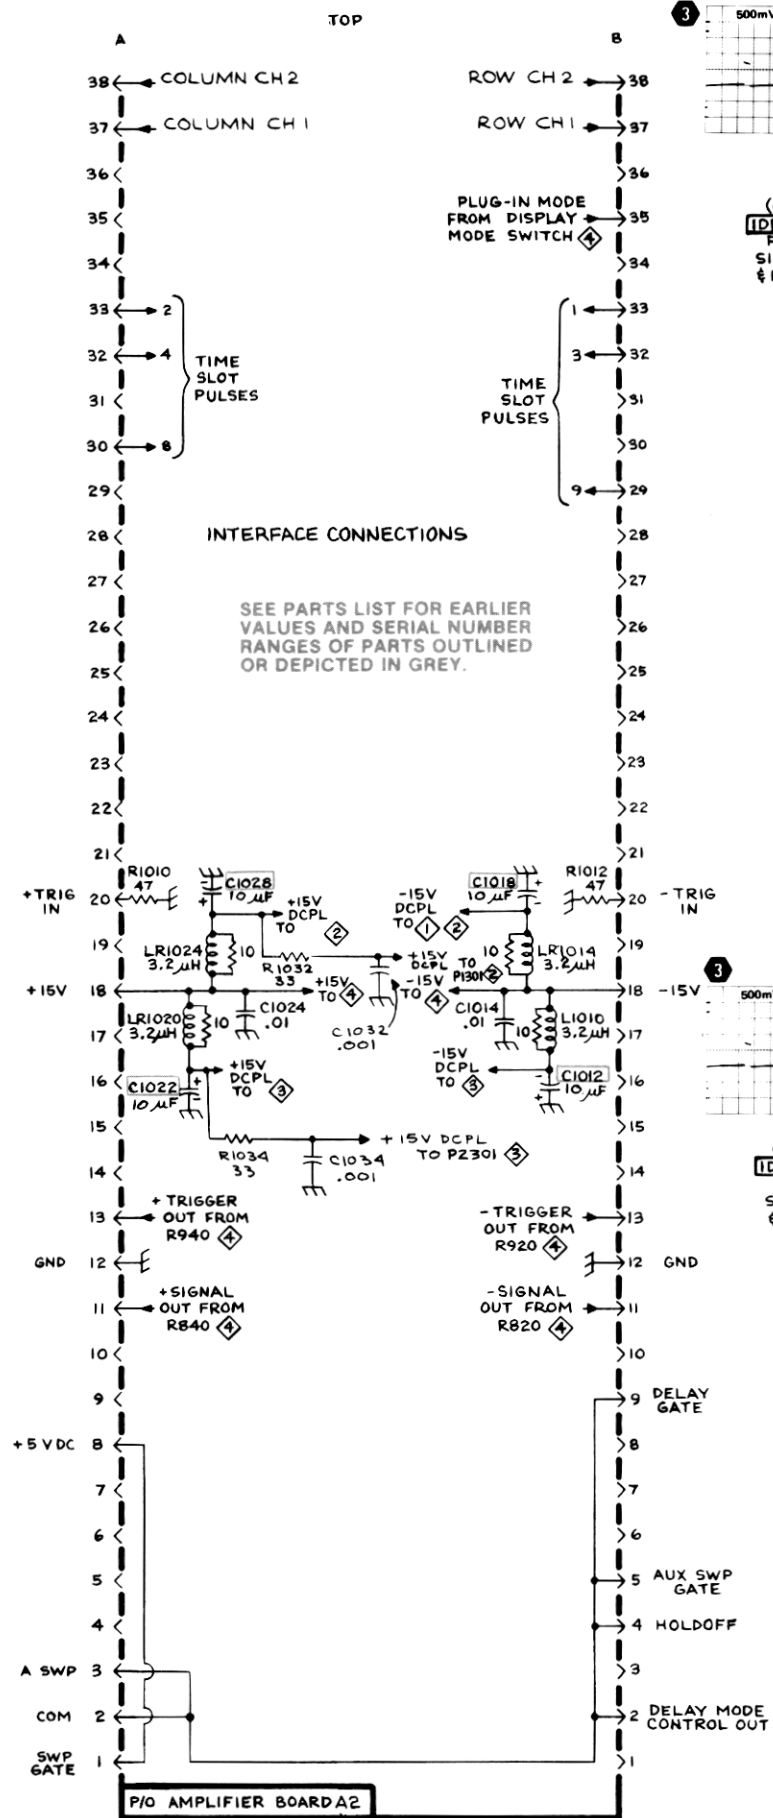 TOP
3
500mV
A
B
38 COLUMN CH 2
ROW CH 2 38
37 COLUMN CH 1
ROW CH 1 37
36
36
35
PLUG-IN MODE
FROM DISPLAY
MODE SWITCH 4
35
34
34
33 2
1 33
32 4
3 32
TIME
SLOT
PULSES
TIME
SLOT
PULSES
31
31
30 8
30
29
9 29
28
INTERFACE CONNECTIONS
28
27
27
26
26
SEE PARTS LIST FOR EARLIER
VALUES AND SERIAL NUMBER
RANGES OF PARTS OUTLINED
OR DEPICTED IN GREY.
25
25
24
24
23
23
22
22
21
21
+TRIG
IN
20
R1010
47
C1028
10 µF
+15V
DCPL
TO 2
-15V
DCPL
TO 1 2
C1018
10 µF
R1012
47
20
-TRIG
IN
19
LR1024
3.2µH
10
R1032
33
+15V
DCPL
TO
P1301 2
10
LR1014
3.2µH
19
+15V
18
+15V
TO 4
-15V
TO 4
18
-15V
17
LR1020
3.2µH
10
C1024
.01
C1032
.001
C1014
.01
10
L1010
3.2µH
17
16
C1022
10 µF
+15V
DCPL
TO 3
-15V
DCPL
TO 3
C1012
10 µF
16
3
500m
15
R1034
33
C1034
.001
+15V DCPL
TO P2301 3
15
14
14
13
+TRIGGER
OUT FROM
R940 4
-TRIGGER
OUT FROM
R920 4
13
GND 12
12 GND
11
+SIGNAL
OUT FROM
R840 4
-SIGNAL
OUT FROM
R820 4
11
10
10
9
9 DELAY
GATE
+5 VDC 8
8
7
7
6
6
5
5 AUX SWP
GATE
4
4 HOLDOFF
A SWP 3
3
COM 2
2 DELAY MODE
CONTROL OUT
SWP
GATE 1
1
P/O AMPLIFIER BOARD A2